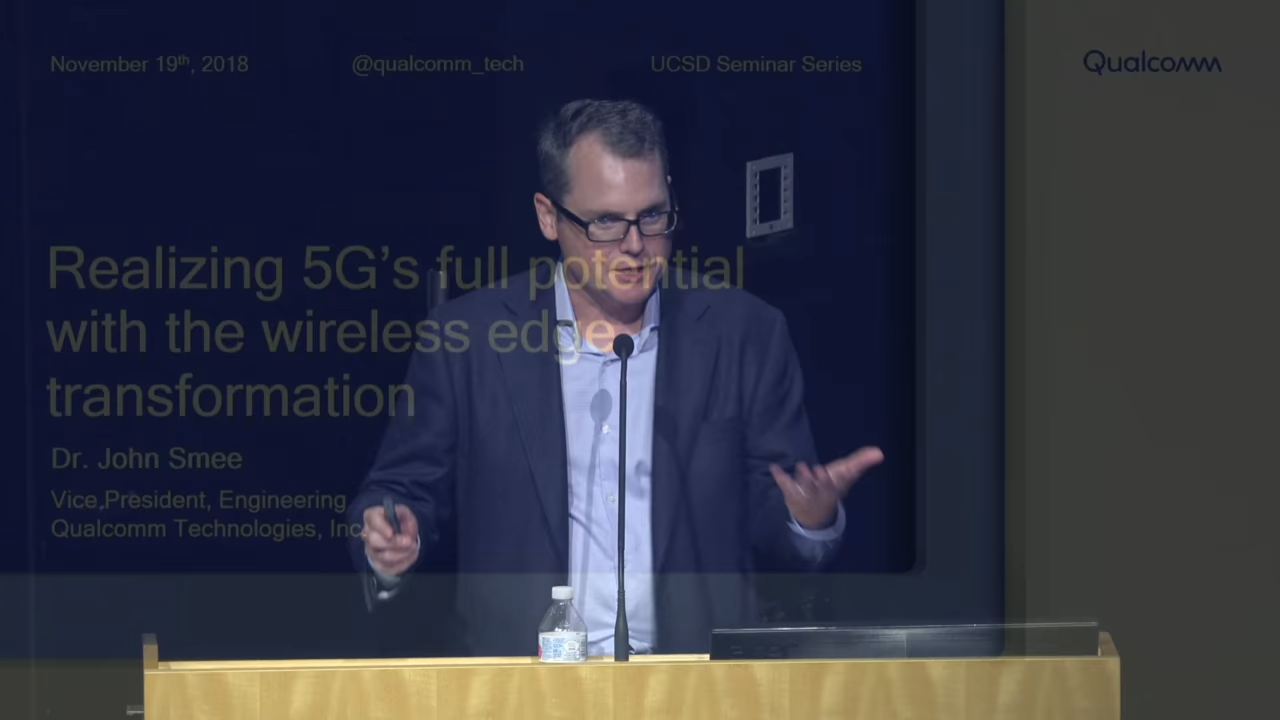 November 19th, 2018
@qualcomm_tech
UCSD Seminar Series
Qualcomm
Realizing 5G's full potential
with the wireless edge
transformation
Dr. John Smee
Vice President, Engineering
Qualcomm Technologies, Inc